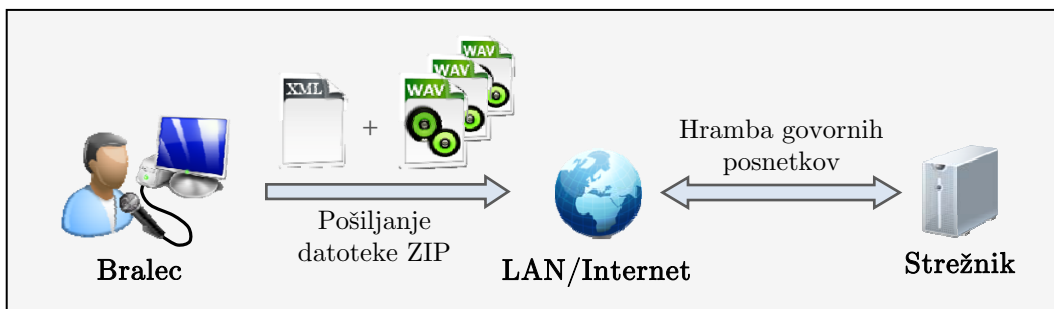 WAV
WAV
XML
WAV
+
Hramba govornih
posnetkov
Pošiljanje
datoteke ZIP
Bralec
LAN/Internet
Strežnik